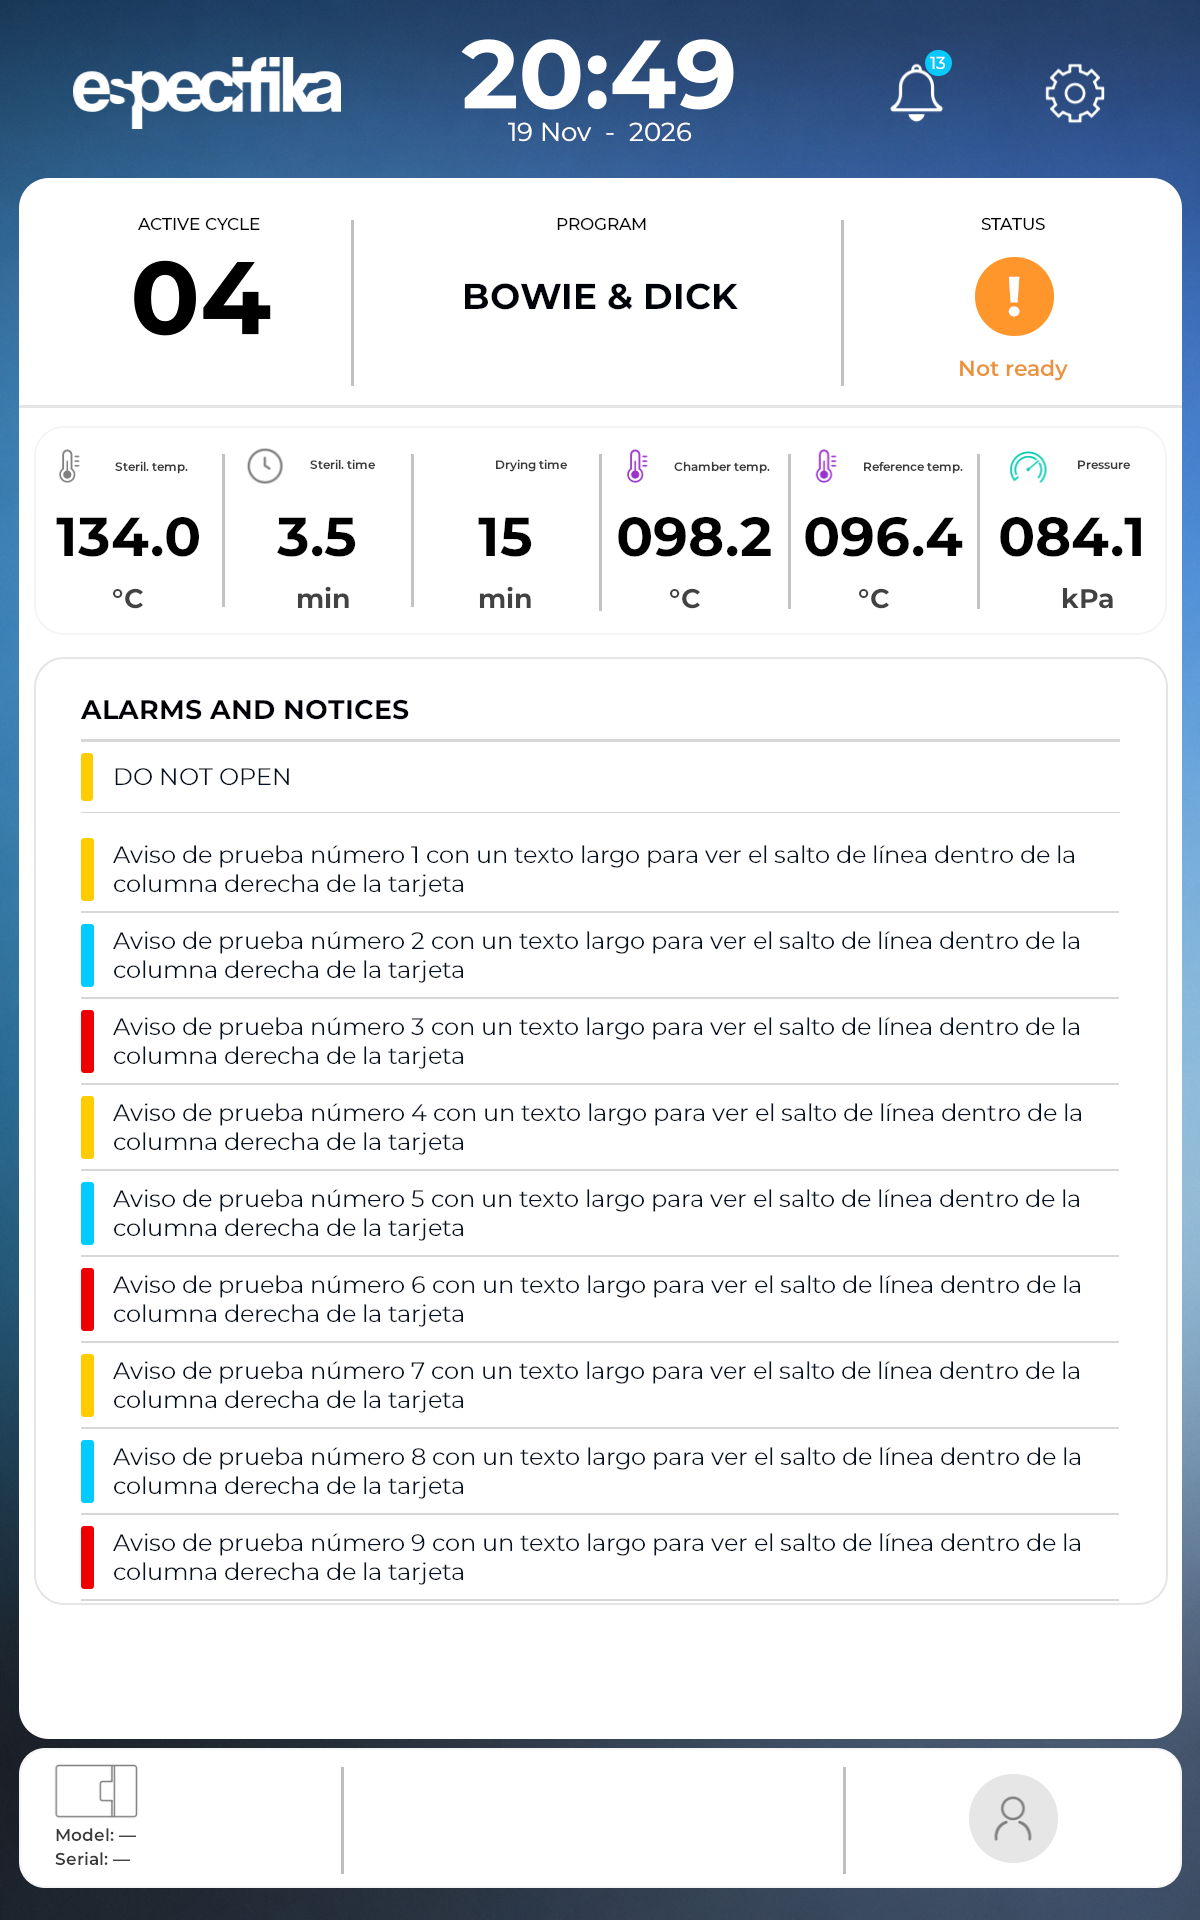 especifika
20:49
13
19 Nov - 2026
ACTIVE CYCLE
04
PROGRAM
BOWIE & DICK
STATUS
!
Not ready
Steril. temp.
134.0
°C
Steril. time
3.5
min
Drying time
15
min
Chamber temp.
098.2
°C
Reference temp.
096.4
°C
Pressure
084.1
kPa
ALARMS AND NOTICES
DO NOT OPEN
Aviso de prueba número 1 con un texto largo para ver el salto de línea dentro de la
columna derecha de la tarjeta
Aviso de prueba número 2 con un texto largo para ver el salto de línea dentro de la
columna derecha de la tarjeta
Aviso de prueba número 3 con un texto largo para ver el salto de línea dentro de la
columna derecha de la tarjeta
Aviso de prueba número 4 con un texto largo para ver el salto de línea dentro de la
columna derecha de la tarjeta
Aviso de prueba número 5 con un texto largo para ver el salto de línea dentro de la
columna derecha de la tarjeta
Aviso de prueba número 6 con un texto largo para ver el salto de línea dentro de la
columna derecha de la tarjeta
Aviso de prueba número 7 con un texto largo para ver el salto de línea dentro de la
columna derecha de la tarjeta
Aviso de prueba número 8 con un texto largo para ver el salto de línea dentro de la
columna derecha de la tarjeta
Aviso de prueba número 9 con un texto largo para ver el salto de línea dentro de la
columna derecha de la tarjeta
Model: —
Serial: —